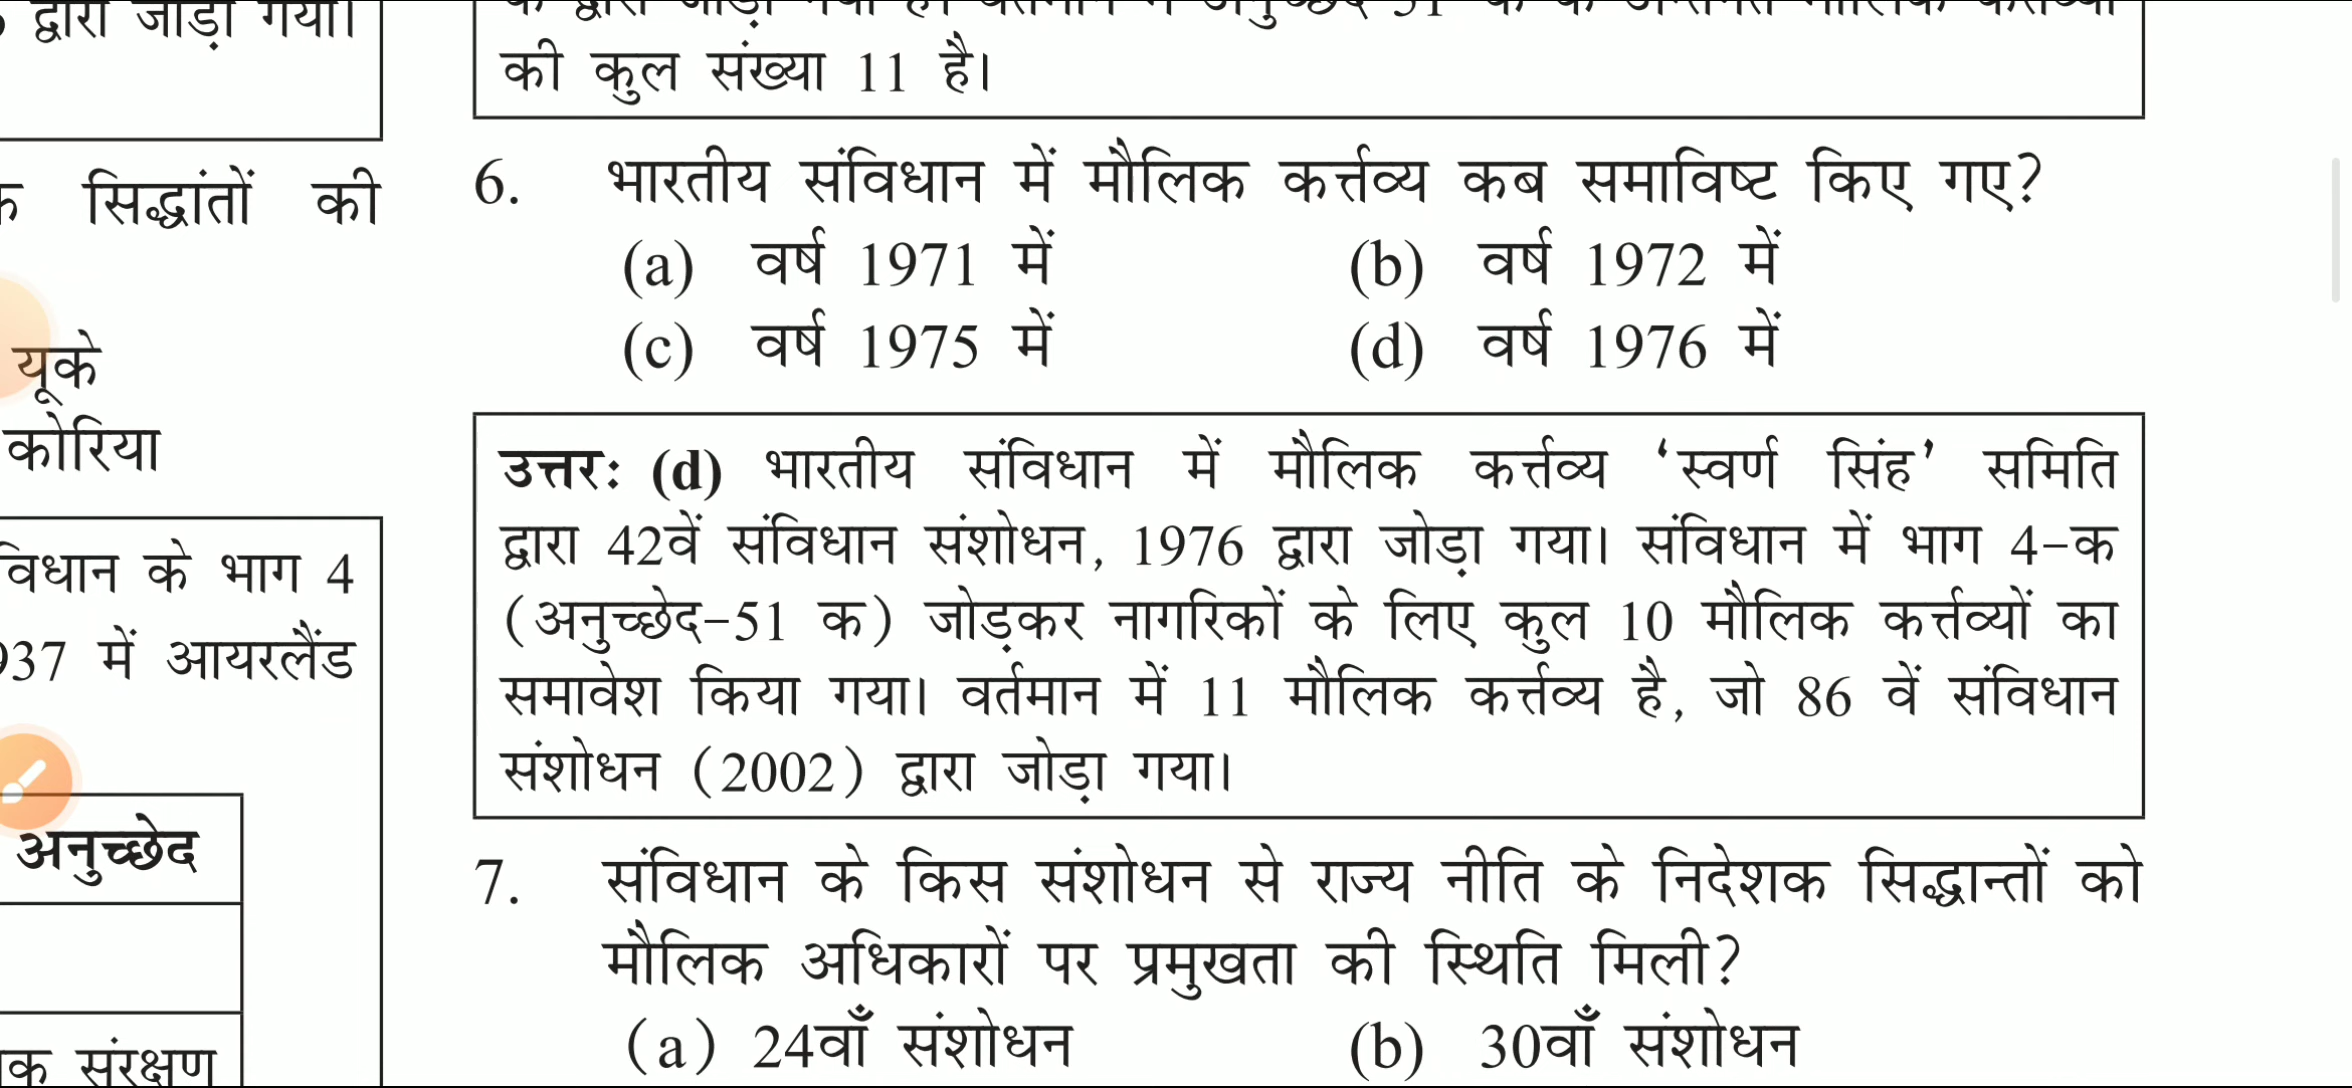 द्वारा जोड़ा गया।
सिद्धांतों की
यूके
कोरिया
विधान के भाग 4
में आयरलैंड
अनुच्छेद
संरक्षण
की कुल संख्या 11 है।
6. भारतीय संविधान में मौलिक कर्त्तव्य कब समाविष्ट किए गए?
(a) वर्ष 1971 में (b) वर्ष 1972 में
(c) वर्ष 1975 में (d) वर्ष 1976 में
उत्तरः (d) भारतीय संविधान में मौलिक कर्त्तव्य ‘स्वर्ण सिंह’ समिति
द्वारा 42वें संविधान संशोधन, 1976 द्वारा जोड़ा गया। संविधान में भाग 4-क
(अनुच्छेद-51 क) जोड़कर नागरिकों के लिए कुल 10 मौलिक कर्त्तव्यों का
समावेश किया गया। वर्तमान में 11 मौलिक कर्त्तव्य है, जो 86 वें संविधान
संशोधन (2002) द्वारा जोड़ा गया।
7. संविधान के किस संशोधन से राज्य नीति के निदेशक सिद्धान्तों को
मौलिक अधिकारों पर प्रमुखता की स्थिति मिली?
(a) 24वाँ संशोधन (b) 30वाँ संशोधन